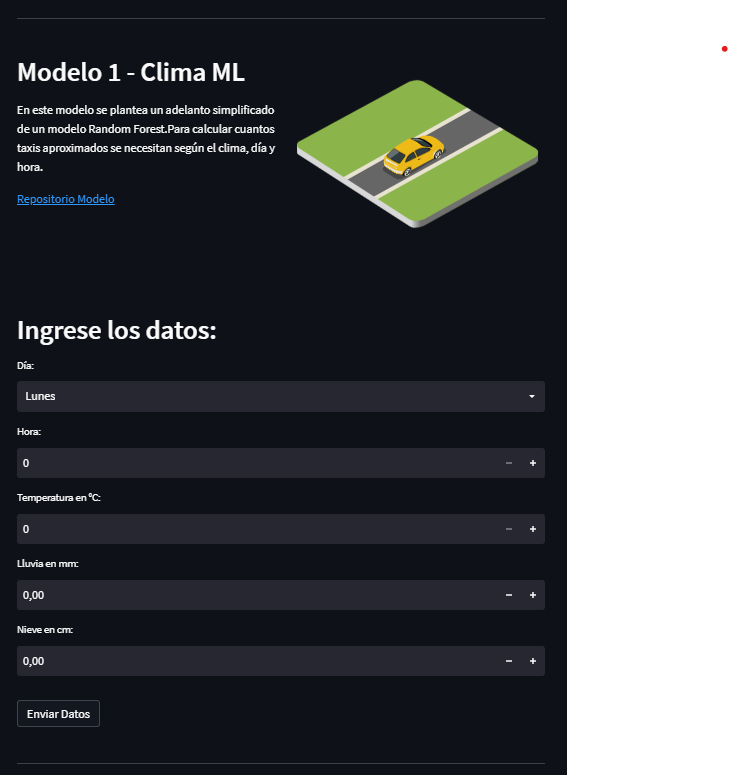 Modelo 1 - Clima ML
En este modelo se plantea un adelanto simplificado
de un modelo Random Forest.Para calcular cuantos
taxis aproximados se necesitan según el clima, día y
hora.
Repositorio Modelo
Ingrese los datos:
Día:
Lunes
Hora:
0
Temperatura en °C:
0
Lluvia en mm:
0,00
Nieve en cm:
0,00
Enviar Datos